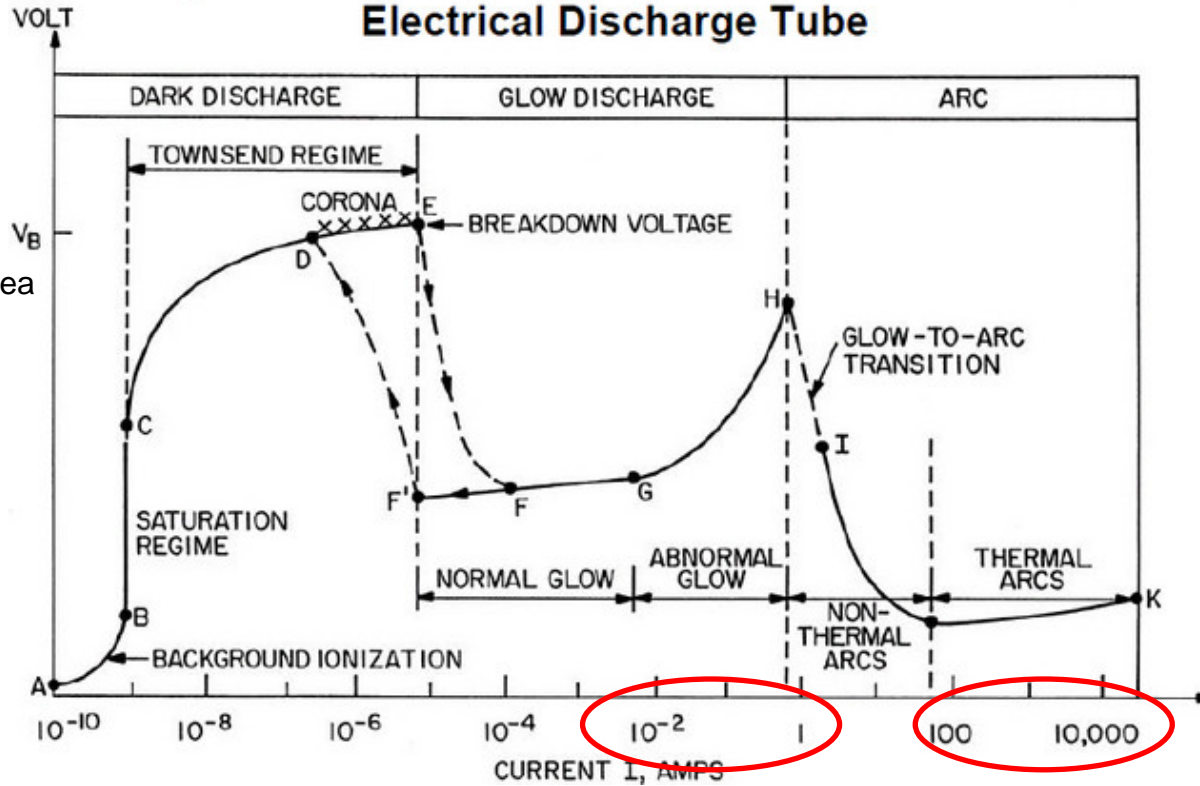 Electrical Discharge Tube
VOLT
DARK DISCHARGE
GLOW DISCHARGE
ARC
TOWNSEND REGIME
CORONA
E
BREAKDOWN VOLTAGE
V_B
D
ea
H
GLOW-TO-ARC
TRANSITION
C
I
F'
F
G
SATURATION
REGIME
NORMAL GLOW
ABNORMAL
GLOW
THERMAL
ARCS
K
B
NON-
THERMAL
ARCS
BACKGROUND IONIZATION
A
10⁻¹⁰ 10⁻⁸ 10⁻⁶ 10⁻⁴ 10⁻² 1 100 10,000
CURRENT I, AMPS